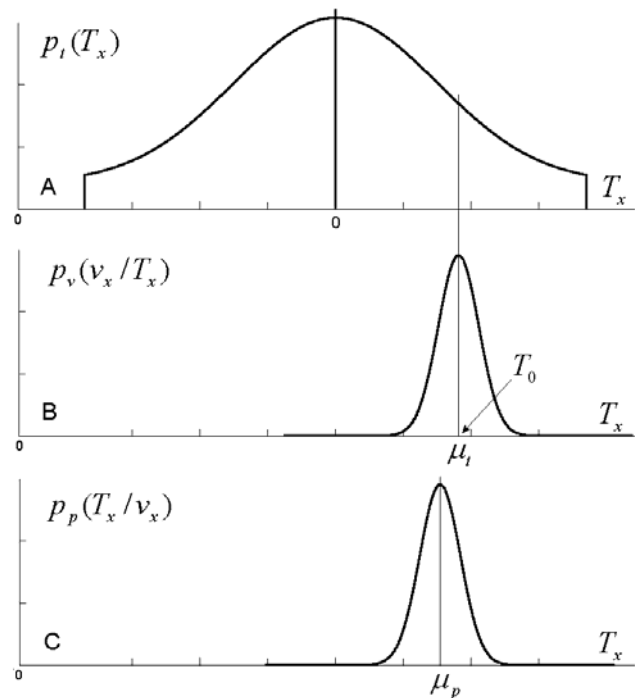 p_t(T_x)
A
T_x
0
0
p_v(v_x/T_x)
T_0
B
T_x
0
μ_t
p_p(T_x/v_x)
C
T_x
0
μ_p